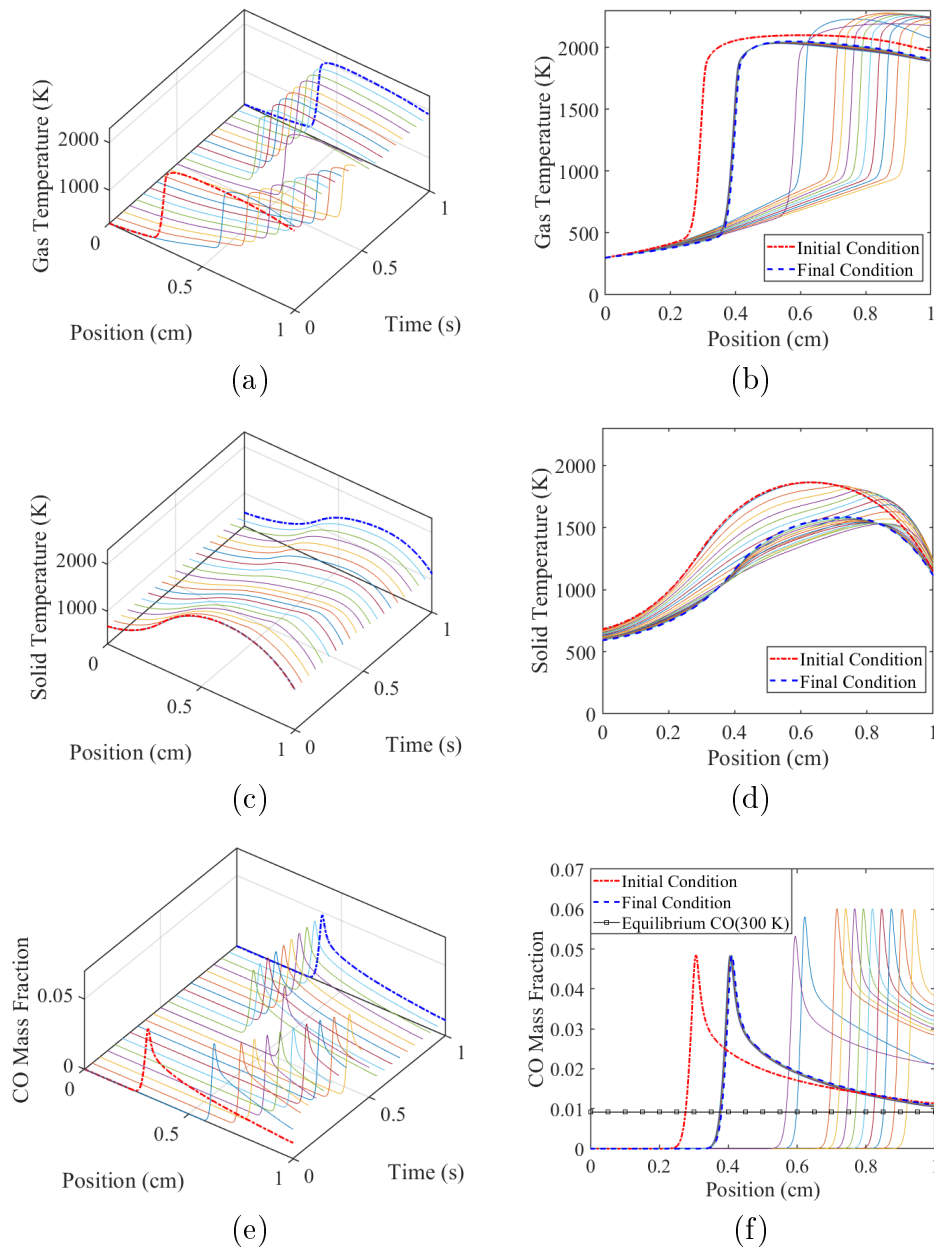 2000
1000
0
0.5
1
0
0.5
1
Gas Temperature (K)
Position (cm)
Time (s)
(a)
2000
1500
1000
500
0
0
0.2
0.4
0.6
0.8
1
Gas Temperature (K)
Position (cm)
Initial Condition
Final Condition
(b)
2000
1000
0
0.5
1
0
0.5
1
Solid Temperature (K)
Position (cm)
Time (s)
(c)
2000
1500
1000
500
0
0
0.2
0.4
0.6
0.8
1
Solid Temperature (K)
Position (cm)
Initial Condition
Final Condition
(d)
0.05
0
0
0.5
1
0
0.5
1
CO Mass Fraction
Position (cm)
Time (s)
(e)
0.07
0.06
0.05
0.04
0.03
0.02
0.01
0
0
0.2
0.4
0.6
0.8
1
CO Mass Fraction
Position (cm)
Initial Condition
Final Condition
Equilibrium CO(300 K)
(f)